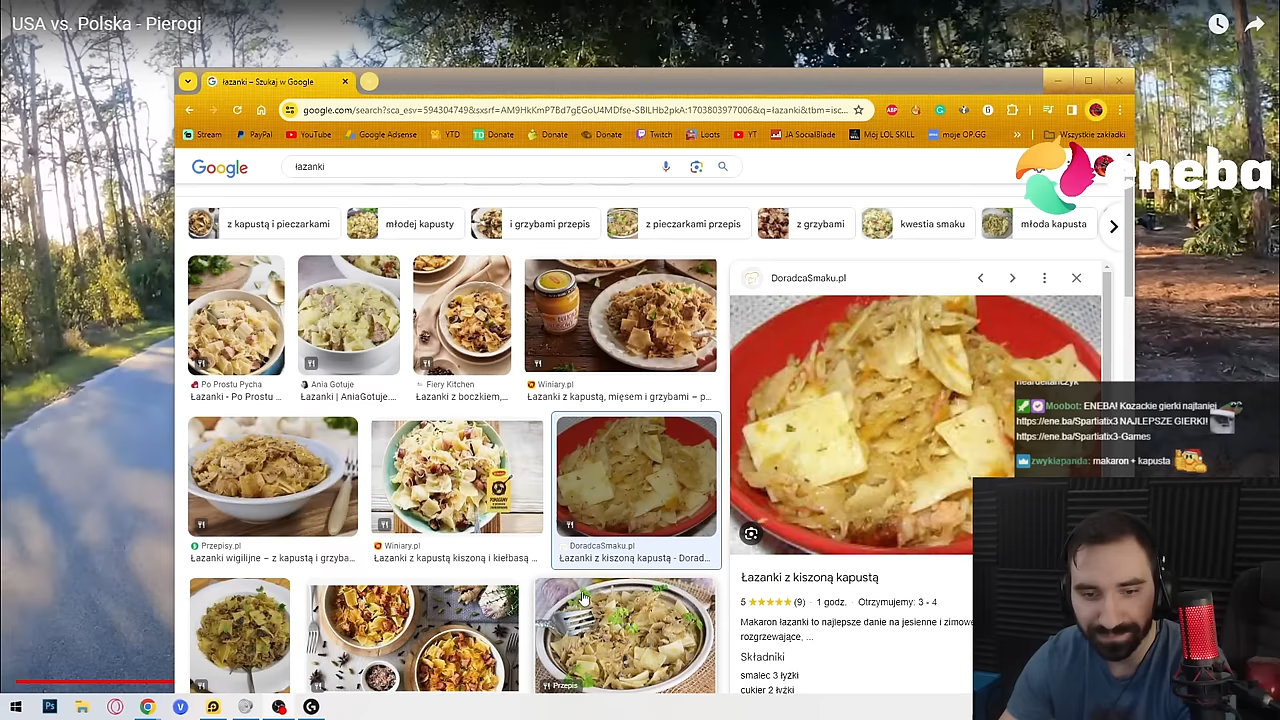 USA vs. Polska - Pierogi
łazanki – Szukaj w Google
google.com/search?sca_esv=594304749&sxsrf=AM9HkKmP7Bd7gEGoU4MDfse-SBlLHb2pkA:1703803977006&q=łazanki&tbm=isc...
Stream PayPal YouTube Google Adsense YTD Donate Donate Donate Twitch Loots YT JA SocialBlade Mój LOL SKILL moje OP.GG » Wszystkie zakładki
Google łazanki
eneba
z kapustą i pieczarkami młodej kapusty i grzybami przepis z pieczarkami przepis z grzybami kwestia smaku młoda kapusta
DoradcaSmaku.pl
Po Prostu Pycha Ania Gotuje Fiery Kitchen Winiary.pl
Łazanki - Po Prostu ... Łazanki | AniaGotuje.... Łazanki z boczkiem,... Łazanki z kapustą, mięsem i grzybami – p...
Moobot: ENEBA! Kozackie gierki najtaniej
https://ene.ba/Spartiatix3 NAJLEPSZE GIERKI!
https://ene.ba/Spartiatix3-Games
zwykiapanda: makaron + kapusta
Przepisy.pl Winiary.pl DoradcaSmaku.pl
Łazanki wigilijne – z kapustą i grzyba... Łazanki z kapustą kiszoną i kiełbasą ... Łazanki z kiszoną kapustą - Dorad...
Łazanki z kiszoną kapustą
5 ★★★★★ (9) · 1 godz. · Otrzymujemy: 3 - 4
Makaron łazanki to najlepsze danie na jesienne i zimowe
rozgrzewające, ...
Składniki
smalec 3 łyżki
cukier 2 łyżki
Przepis